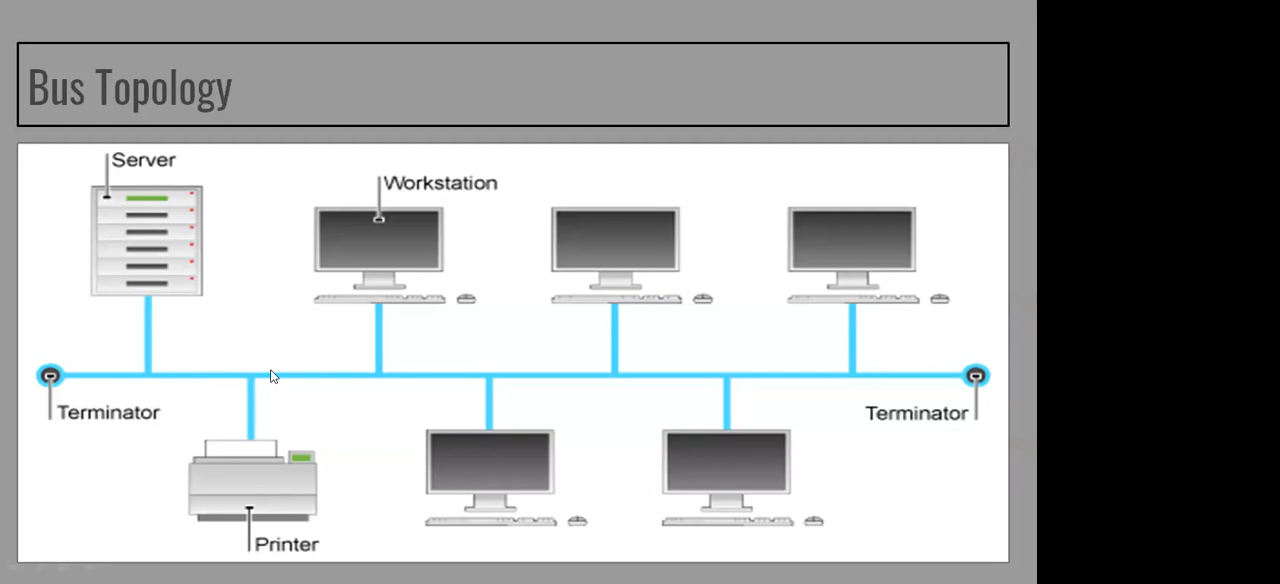 Bus Topology
Server
Workstation
Terminator
Terminator
Printer